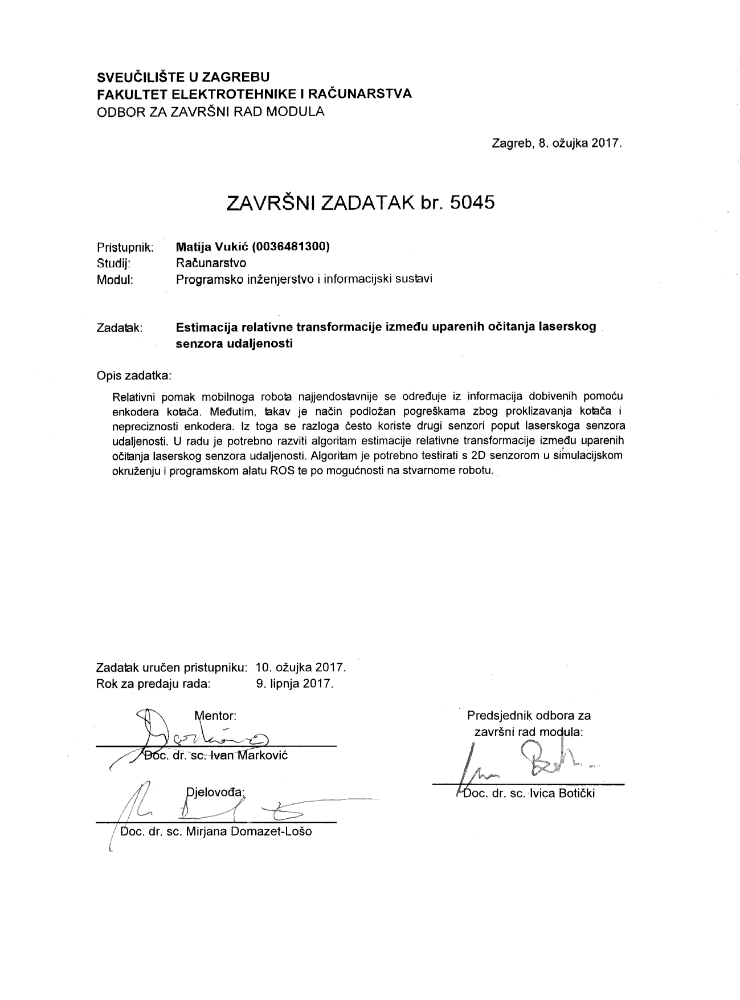 SVEUČILIŠTE U ZAGREBU
FAKULTET ELEKTROTEHNIKE I RAČUNARSTVA
ODBOR ZA ZAVRŠNI RAD MODULA
Zagreb, 8. ožujka 2017.
ZAVRŠNI ZADATAK br. 5045
Pristupnik: Matija Vukić (0036481300)
Studij: Računarstvo
Modul: Programsko inženjerstvo i informacijski sustavi
Zadatak: Estimacija relativne transformacije između uparenih očitanja laserskog
senzora udaljenosti
Opis zadatka:
Relativni pomak mobilnoga robota najjendostavnije se određuje iz informacija dobivenih pomoću
enkodera kotača. Međutim, takav je način podložan pogreškama zbog proklizavanja kotača i
nepreciznosti enkodera. Iz toga se razloga često koriste drugi senzori poput laserskoga senzora
udaljenosti. U radu je potrebno razviti algoritam estimacije relativne transformacije između uparenih
očitanja laserskog senzora udaljenosti. Algoritam je potrebno testirati s 2D senzorom u simulacijskom
okruženju i programskom alatu ROS te po mogućnosti na stvarnome robotu.
Zadatak uručen pristupniku: 10. ožujka 2017.
Rok za predaju rada: 9. lipnja 2017.
Mentor:
Doc. dr. sc. Ivan Marković
Djelovođa:
Doc. dr. sc. Mirjana Domazet-Lošo
Predsjednik odbora za
završni rad modula:
Doc. dr. sc. Ivica Botički